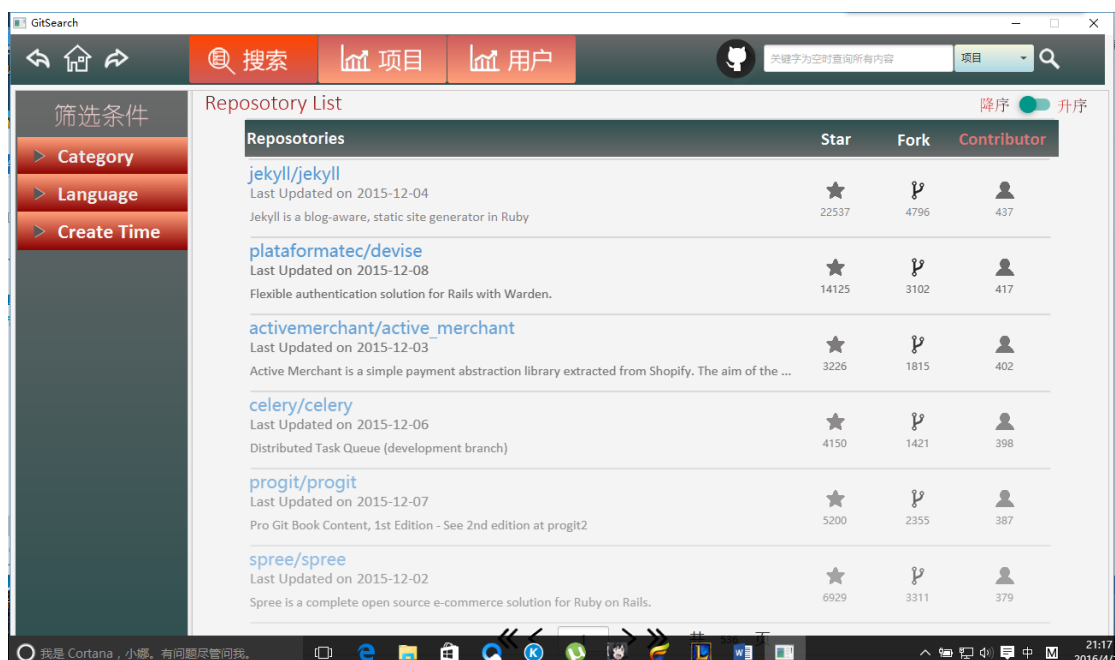 GitSearch
搜索 项目 用户 关键字为空时查询所有内容 项目
筛选条件
Category
Language
Create Time
Reposotory List 降序 升序
Reposotories Star Fork Contributor
jekyll/jekyll
Last Updated on 2015-12-04
Jekyll is a blog-aware, static site generator in Ruby
22537 4796 437
plataformatec/devise
Last Updated on 2015-12-08
Flexible authentication solution for Rails with Warden.
14125 3102 417
activemerchant/active_merchant
Last Updated on 2015-12-03
Active Merchant is a simple payment abstraction library extracted from Shopify. The aim of the ...
3226 1815 402
celery/celery
Last Updated on 2015-12-06
Distributed Task Queue (development branch)
4150 1421 398
progit/progit
Last Updated on 2015-12-07
Pro Git Book Content, 1st Edition - See 2nd edition at progit2
5200 2355 387
spree/spree
Last Updated on 2015-12-02
Spree is a complete open source e-commerce solution for Ruby on Rails.
6929 3311 379
我是 Cortana，小娜。有问题尽管问我。
中 M 21:17